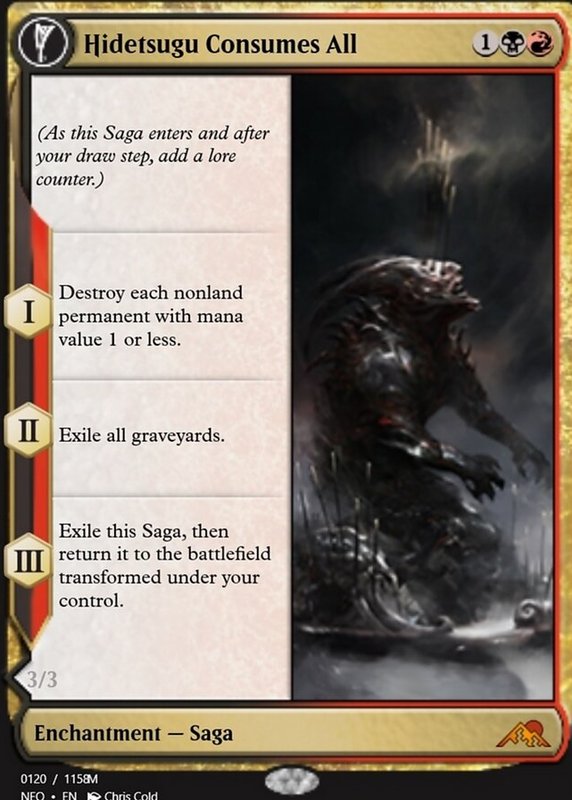 Hidetsugu Consumes All 1
(As this Saga enters and after
your draw step, add a lore
counter.)
I
Destroy each nonland
permanent with mana
value 1 or less.
II
Exile all graveyards.
III
Exile this Saga, then
return it to the battlefield
transformed under your
control.
3/3
Enchantment — Saga
0120 / 1158M
NEO • EN Chris Cold